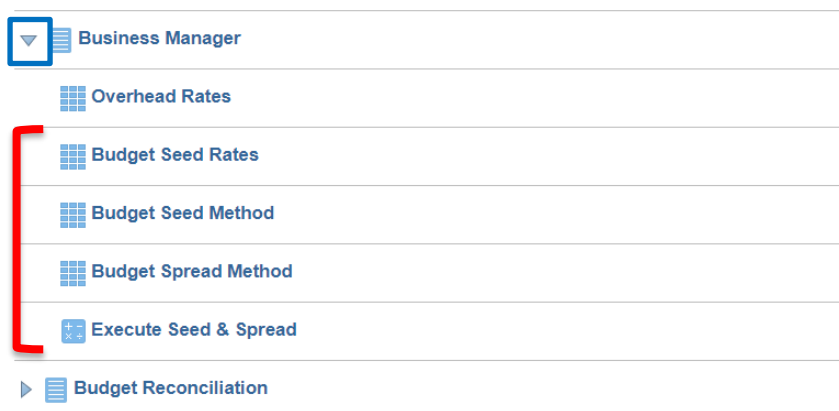 Business Manager
Overhead Rates
Budget Seed Rates
Budget Seed Method
Budget Spread Method
Execute Seed & Spread
Budget Reconciliation